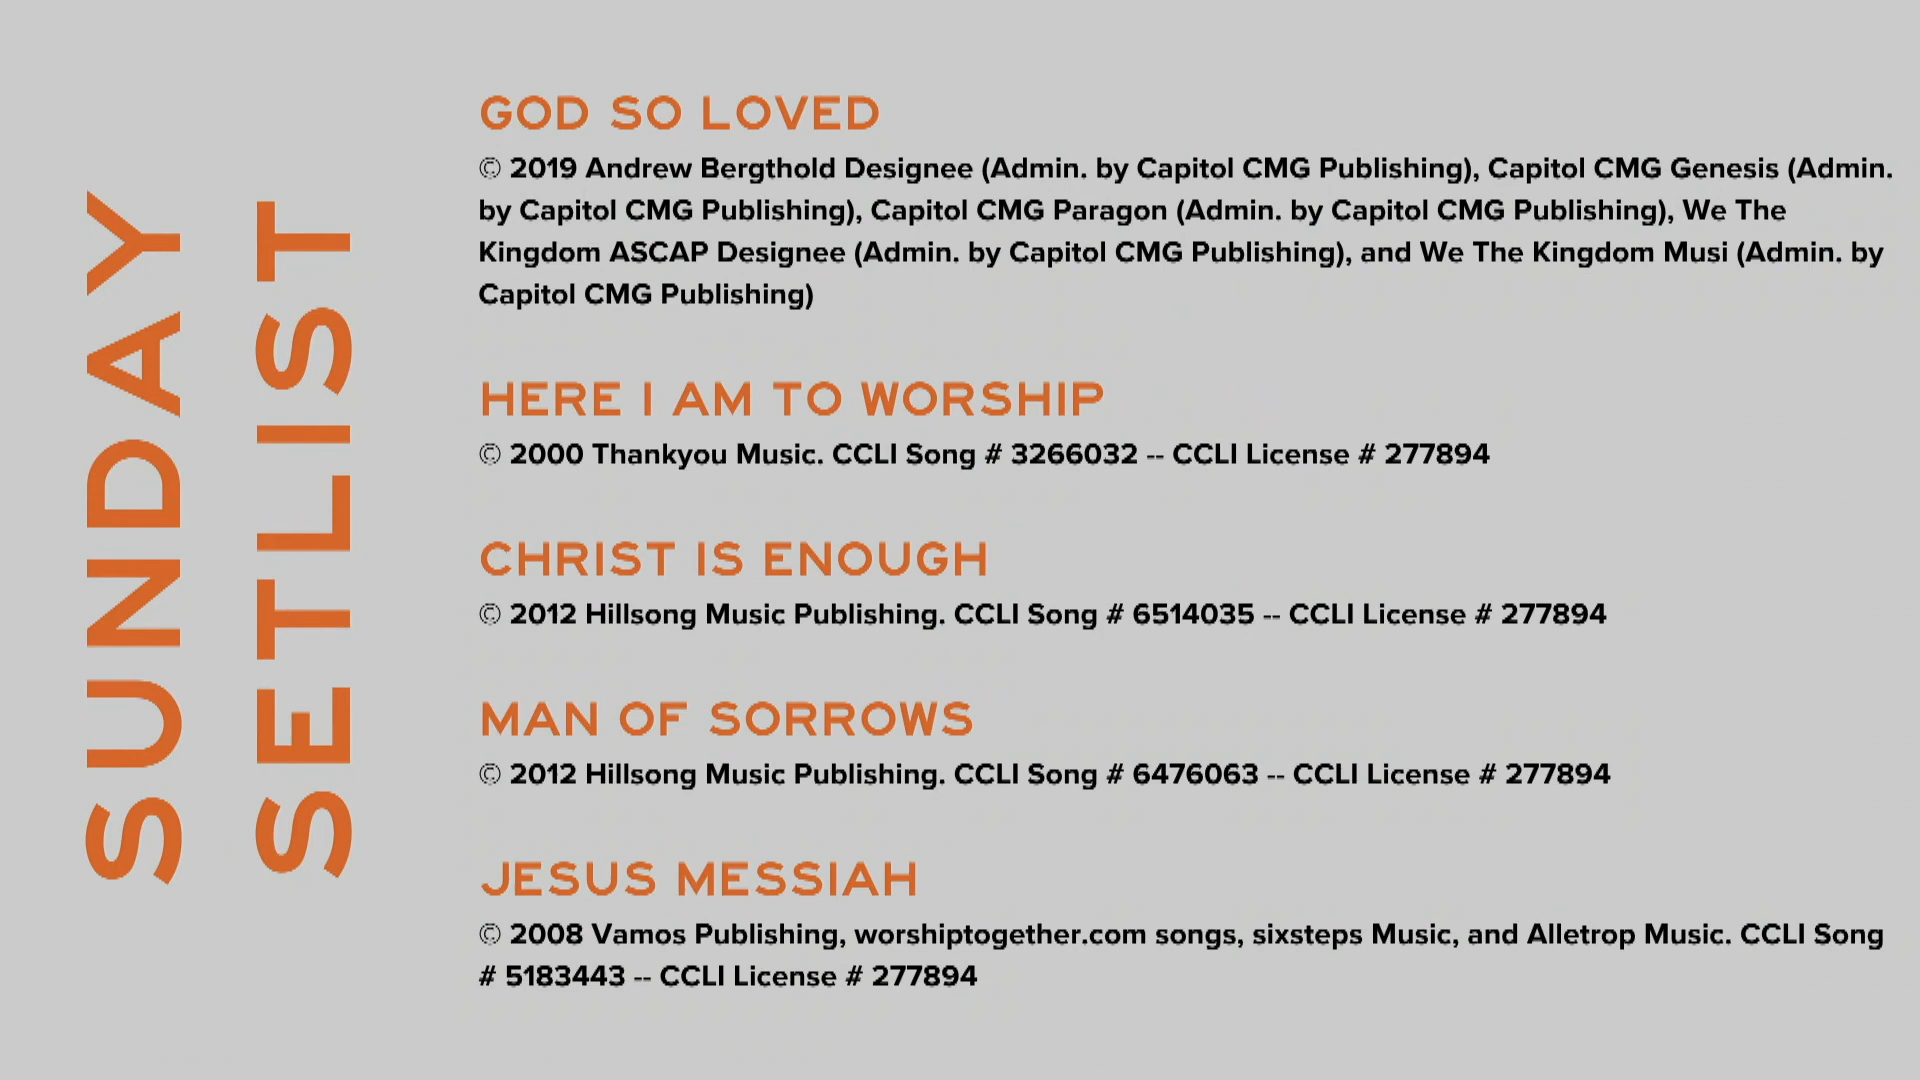 SUNDAY
SETLIST
GOD SO LOVED
© 2019 Andrew Bergthold Designee (Admin. by Capitol CMG Publishing), Capitol CMG Genesis (Admin.
by Capitol CMG Publishing), Capitol CMG Paragon (Admin. by Capitol CMG Publishing), We The
Kingdom ASCAP Designee (Admin. by Capitol CMG Publishing), and We The Kingdom Musi (Admin. by
Capitol CMG Publishing)
HERE I AM TO WORSHIP
© 2000 Thankyou Music. CCLI Song # 3266032 -- CCLI License # 277894
CHRIST IS ENOUGH
© 2012 Hillsong Music Publishing. CCLI Song # 6514035 -- CCLI License # 277894
MAN OF SORROWS
© 2012 Hillsong Music Publishing. CCLI Song # 6476063 -- CCLI License # 277894
JESUS MESSIAH
© 2008 Vamos Publishing, worshiptogether.com songs, sixsteps Music, and Alletrop Music. CCLI Song
# 5183443 -- CCLI License # 277894